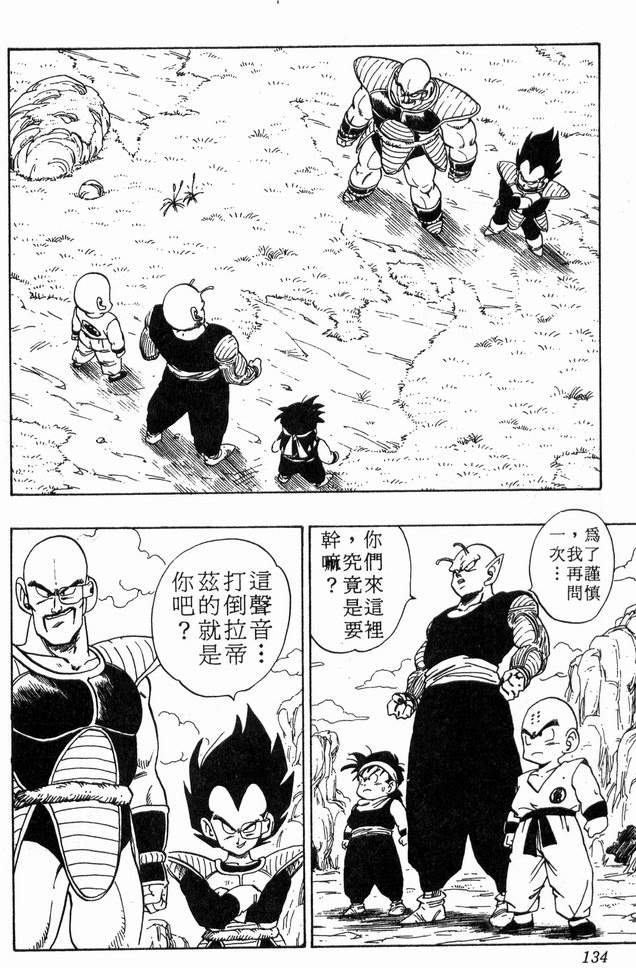 為了謹慎
，我再問
一次…
你們來這裡
，究竟是要
幹嘛？
這聲音…
打倒拉帝
茲的就是
你吧？
134